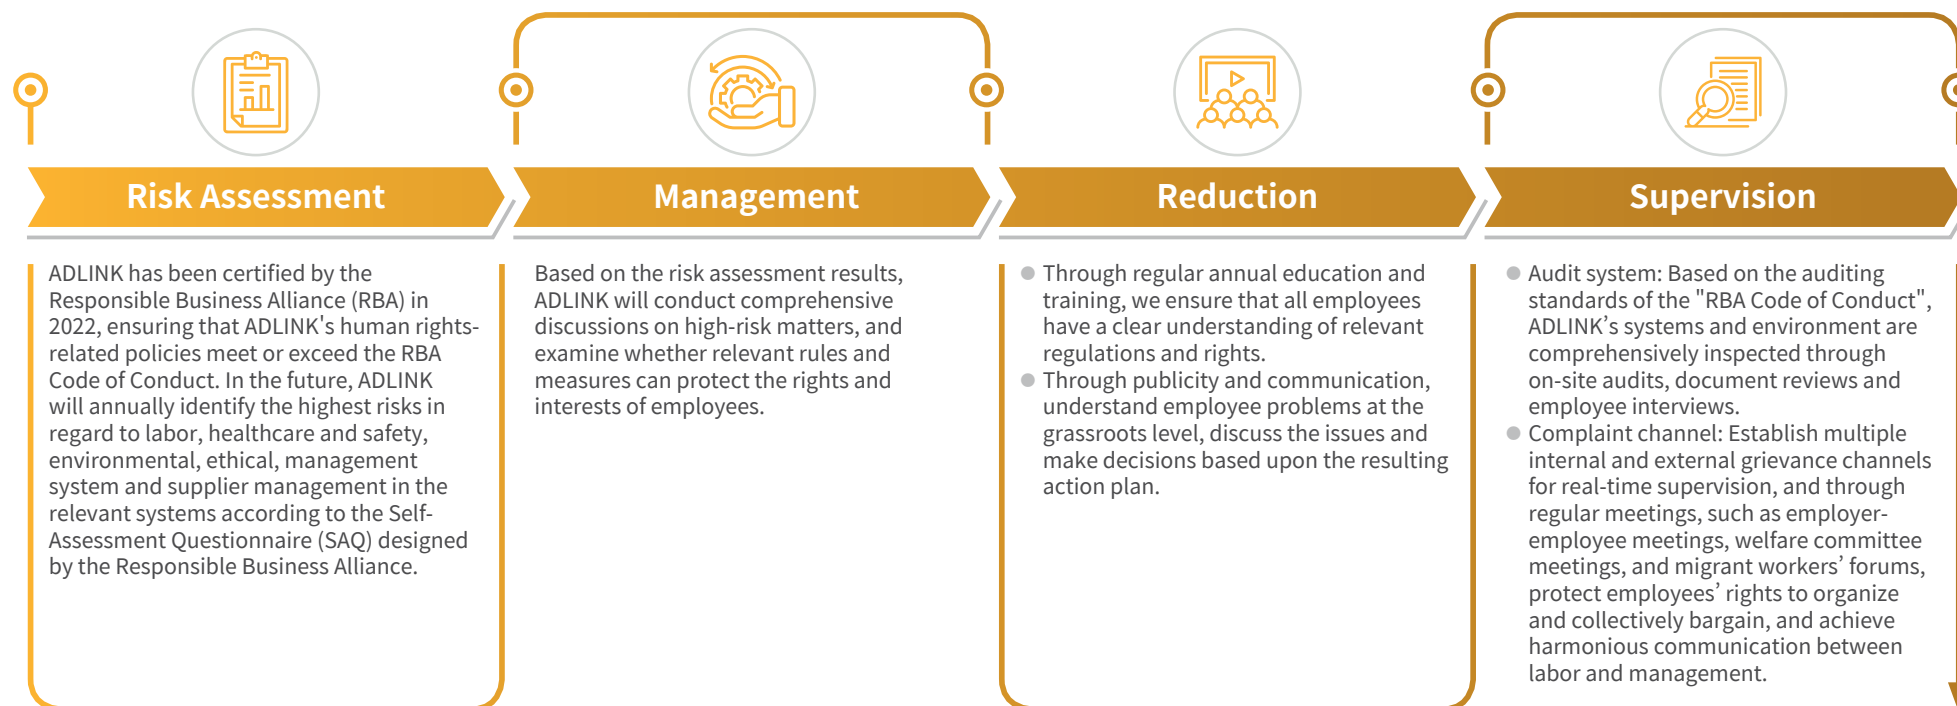 Risk Assessment
ADLINK has been certified by the
Responsible Business Alliance (RBA) in
2022, ensuring that ADLINK's human rights-
related policies meet or exceed the RBA
Code of Conduct. In the future, ADLINK
will annually identify the highest risks in
regard to labor, healthcare and safety,
environmental, ethical, management
system and supplier management in the
relevant systems according to the Self-
Assessment Questionnaire (SAQ) designed
by the Responsible Business Alliance.
Management
Based on the risk assessment results,
ADLINK will conduct comprehensive
discussions on high-risk matters, and
examine whether relevant rules and
measures can protect the rights and
interests of employees.
Reduction
● Through regular annual education and
training, we ensure that all employees
have a clear understanding of relevant
regulations and rights.
● Through publicity and communication,
understand employee problems at the
grassroots level, discuss the issues and
make decisions based upon the resulting
action plan.
Supervision
● Audit system: Based on the auditing
standards of the "RBA Code of Conduct",
ADLINK’s systems and environment are
comprehensively inspected through
on-site audits, document reviews and
employee interviews.
● Complaint channel: Establish multiple
internal and external grievance channels
for real-time supervision, and through
regular meetings, such as employer-
employee meetings, welfare committee
meetings, and migrant workers’ forums,
protect employees’ rights to organize
and collectively bargain, and achieve
harmonious communication between
labor and management.